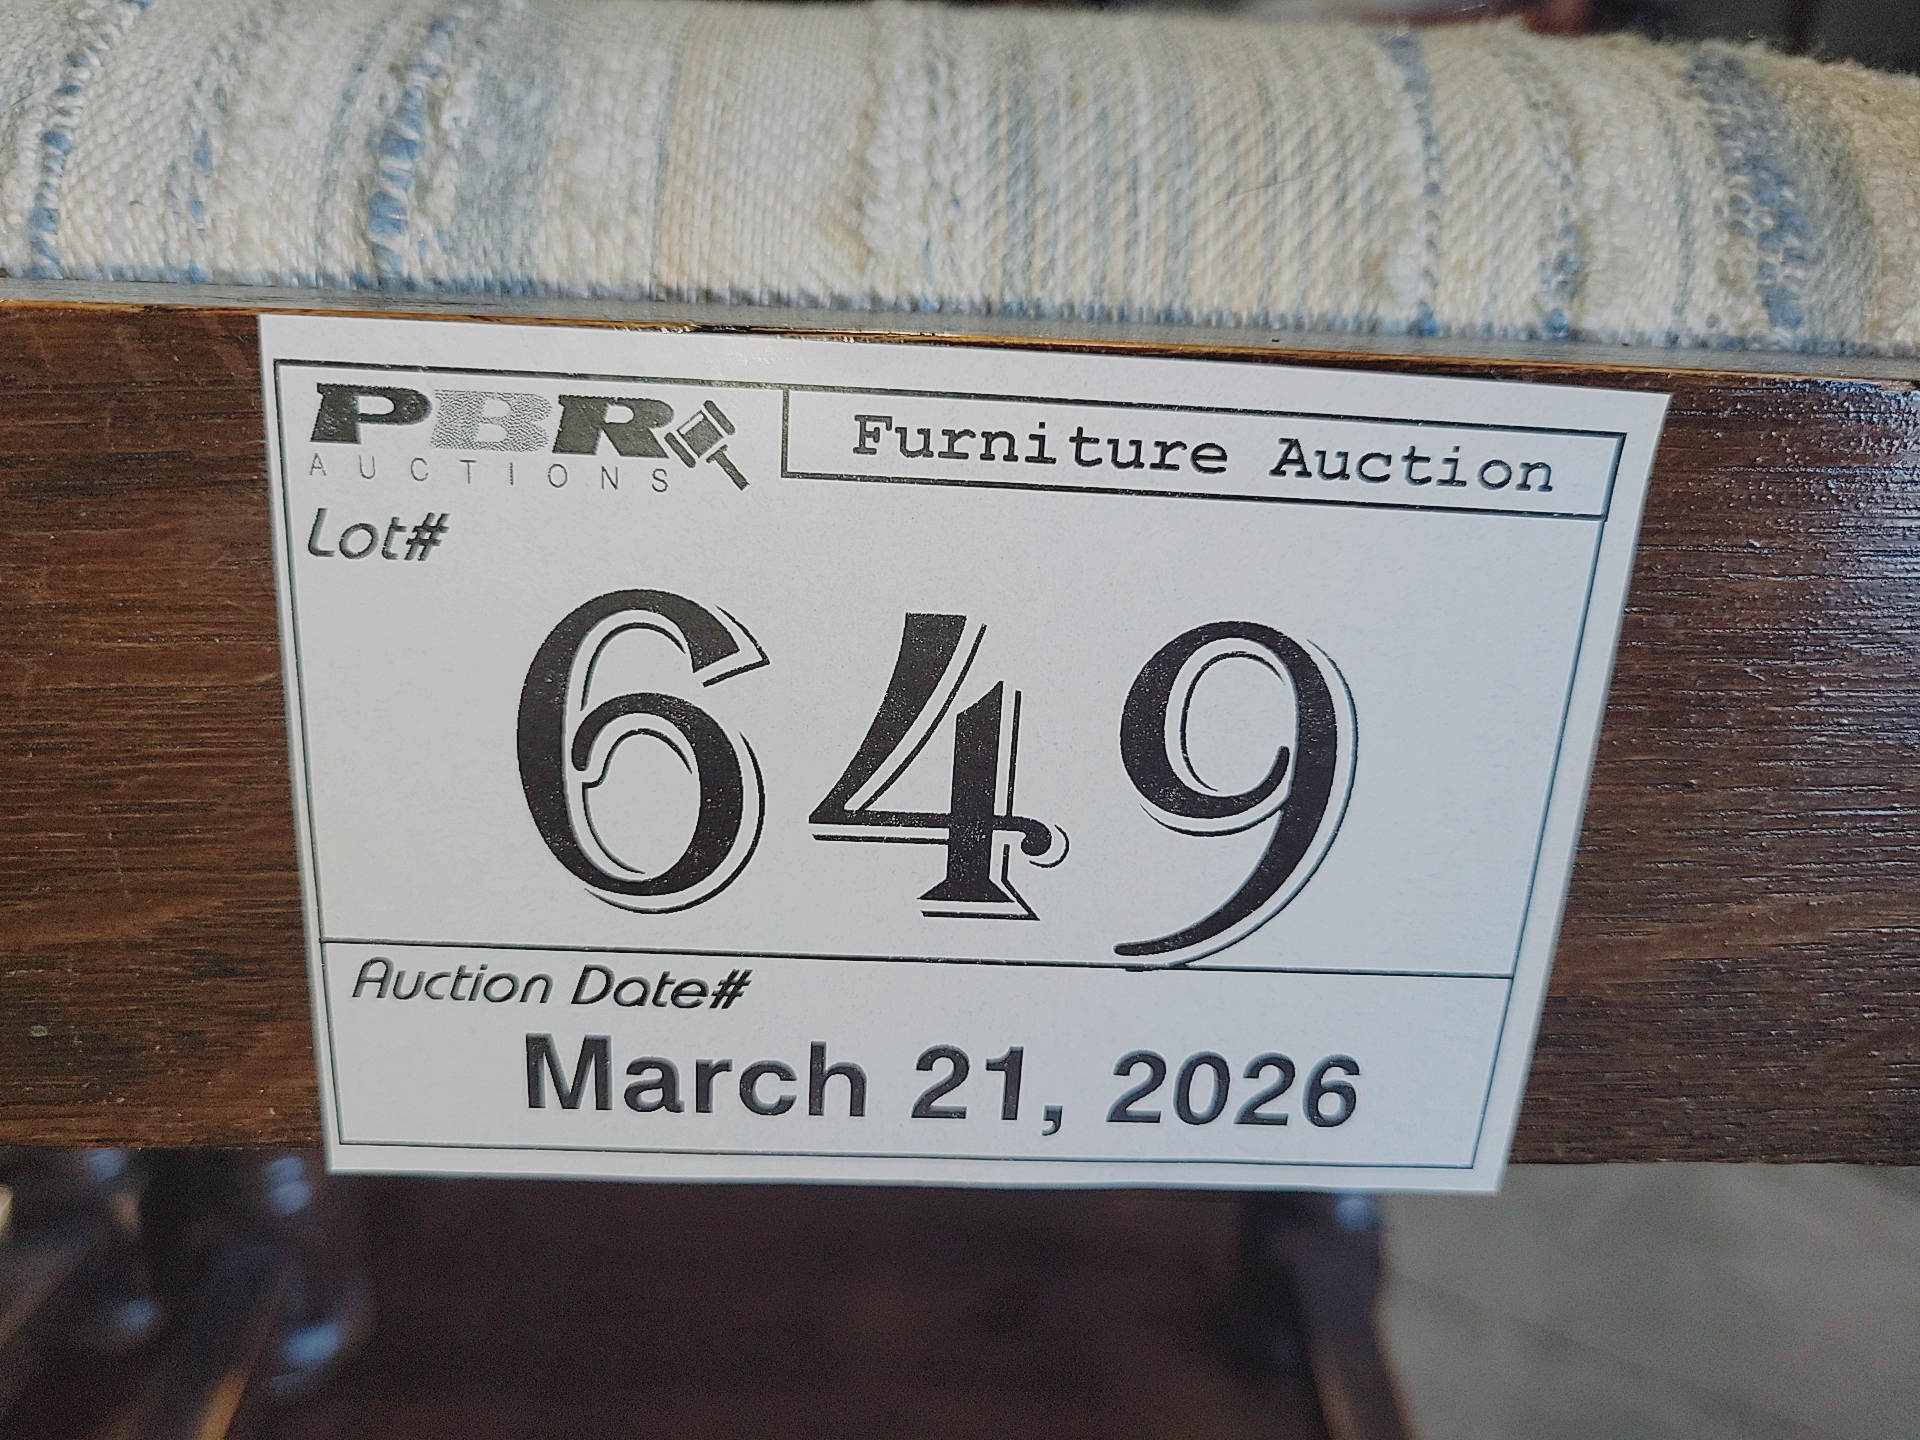 PBR
AUCTIONS
Furniture Auction
Lot#
649
Auction Date#
March 21, 2026